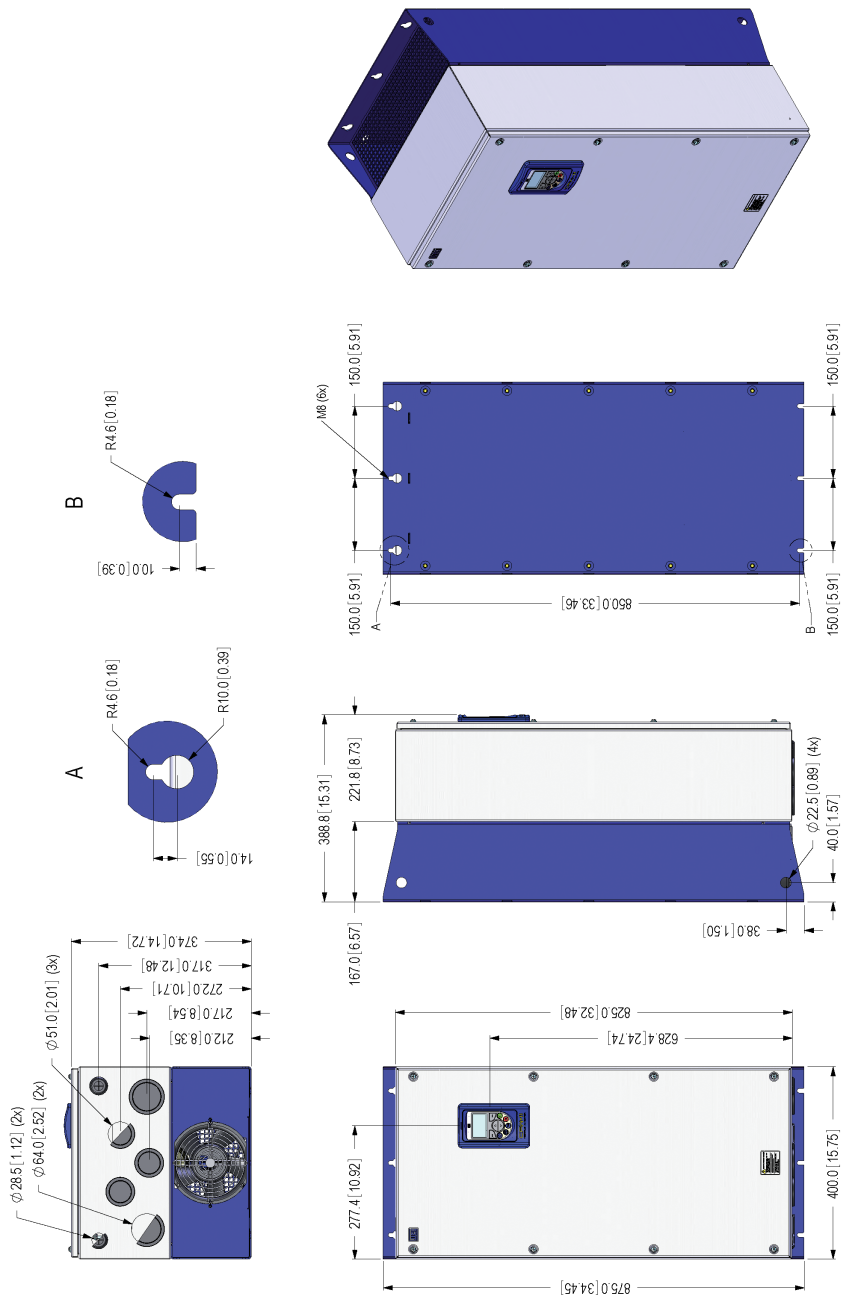 B
R4.6 [0.18]
10.0 [0.39]
A
R4.6 [0.18]
R10.0 [0.39]
14.0 [0.55]
374.0 [14.72]
317.0 [12.48]
272.0 [10.71]
217.0 [8.54]
212.0 [8.35]
Ø51.0 [2.01] (3x)
Ø28.5 [1.12] (2x)
Ø64.0 [2.52] (2x)
150.0 [5.91]
150.0 [5.91]
M8 (6x)
850.0 [33.46]
A
B
150.0 [5.91]
150.0 [5.91]
388.8 [15.31]
221.8 [8.73]
167.0 [6.57]
Ø22.5 [0.89] (4x)
40.0 [1.57]
38.0 [1.50]
825.0 [32.48]
628.4 [24.74]
277.4 [10.92]
400.0 [15.75]
875.0 [34.45]